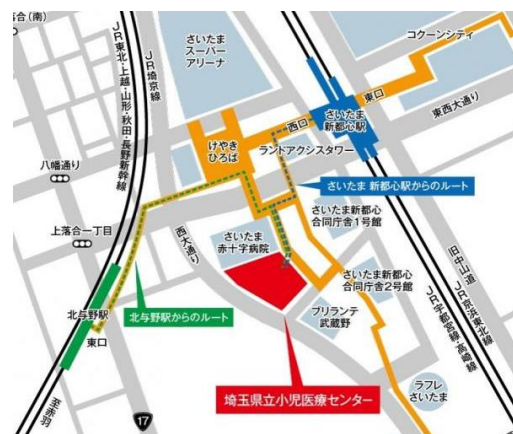 落合(南)
JR東北・上越・山形・秋田・長野新幹線
JR埼京線
さいたま
スーパー
アリーナ
コクーンシティ
東口
さいたま
新都心駅
西口
東西大通り
けやき
ひろば
ランドアクシスタワー
八幡通り
さいたま 新都心駅からのルート
上落合一丁目
西大通り
さいたま
赤十字病院
さいたま新都心
合同庁舎1号館
さいたま新都心
合同庁舎2号館
旧中山道
JR京浜東北線
JR宇都宮線・高崎線
北与野駅
東口
北与野駅からのルート
ブリランテ
武蔵野
埼玉県立小児医療センター
ラフレ
さいたま
至赤羽
17